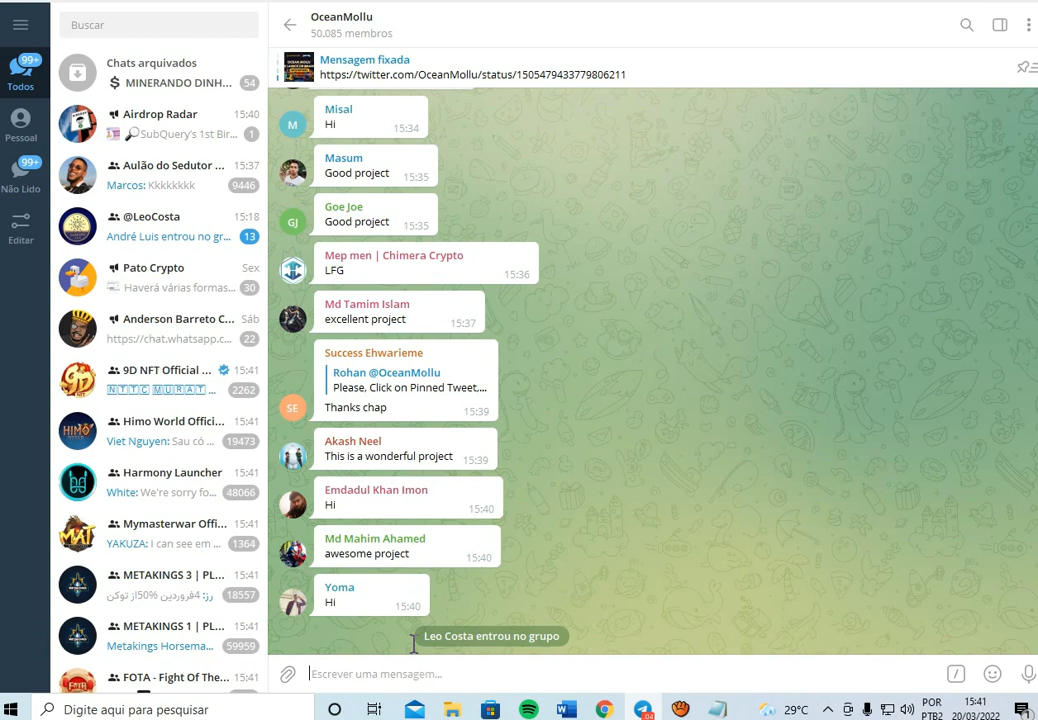 Buscar
99+
Todos
Pessoal
99+
Não Lido
Editar
Chats arquivados
$ MINERANDO DINH... 54
Airdrop Radar 15:40
SubQuery's 1st Bir... 1
Aulão do Sedutor ... 15:37
Marcos: Kkkkkkkk 9446
@LeoCosta 15:18
André Luis entrou no gr... 13
Pato Crypto Sex
Haverá várias formas... 30
Anderson Barreto C... Sáb
https://chat.whatsapp.c... 22
9D NFT Official ... 15:41
NTTC MURAT ... 2262
Himo World Offici... 15:41
Viet Nguyen: Sau có ... 19473
Harmony Launcher 15:41
White: We're sorry fo... 48066
Mymasterwar Offi... 15:41
YAKUZA: I can see em ... 1364
METAKINGS 3 | PL... 15:41
رز: 4فروردین 50%از توکن 18557
METAKINGS 1 | PL... 15:41
Metakings Horsema... 59959
FOTA - Fight Of The... 15:41
OceanMollu
50.085 membros
Mensagem fixada
https://twitter.com/OceanMollu/status/1505479433779806211
M
Misal
Hi 15:34
Masum
Good project 15:35
GJ
Goe Joe
Good project 15:35
Mep men | Chimera Crypto
LFG 15:36
Md Tamim Islam
excellent project 15:37
SE
Success Ehwarieme
Rohan @OceanMollu
Please, Click on Pinned Tweet,...
Thanks chap 15:39
Akash Neel
This is a wonderful project 15:39
Emdadul Khan Imon
Hi 15:40
Md Mahim Ahamed
awesome project 15:40
Yoma
Hi 15:40
Leo Costa entrou no grupo
Escrever uma mensagem...
Digite aqui para pesquisar
29°C
POR
PTB2
15:41
20/03/2022
1